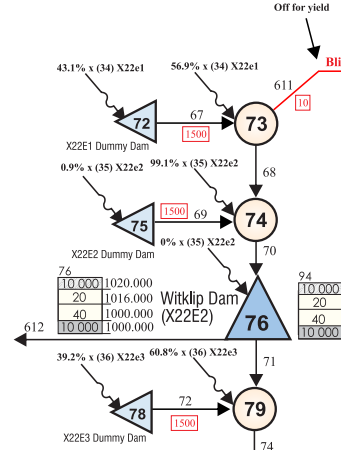 Off for yield
43.1% x (34) X22e1
56.9% x (34) X22e1
Bli
611
10
67
72
1500
73
X22E1 Dummy Dam
68
0.9% x (35) X22e2
99.1% x (35) X22e2
1500
75
69
74
X22E2 Dummy Dam
0% x (35) X22e2
70
76
10 000 1020.000
20 1016.000
40 1000.000
10 000 1000.000
Witklip Dam
(X22E2)
76
94
10 000
20
40
10 000
612
39.2% x (36) X22e3
60.8% x (36) X22e3
71
72
78
1500
79
X22E3 Dummy Dam
74